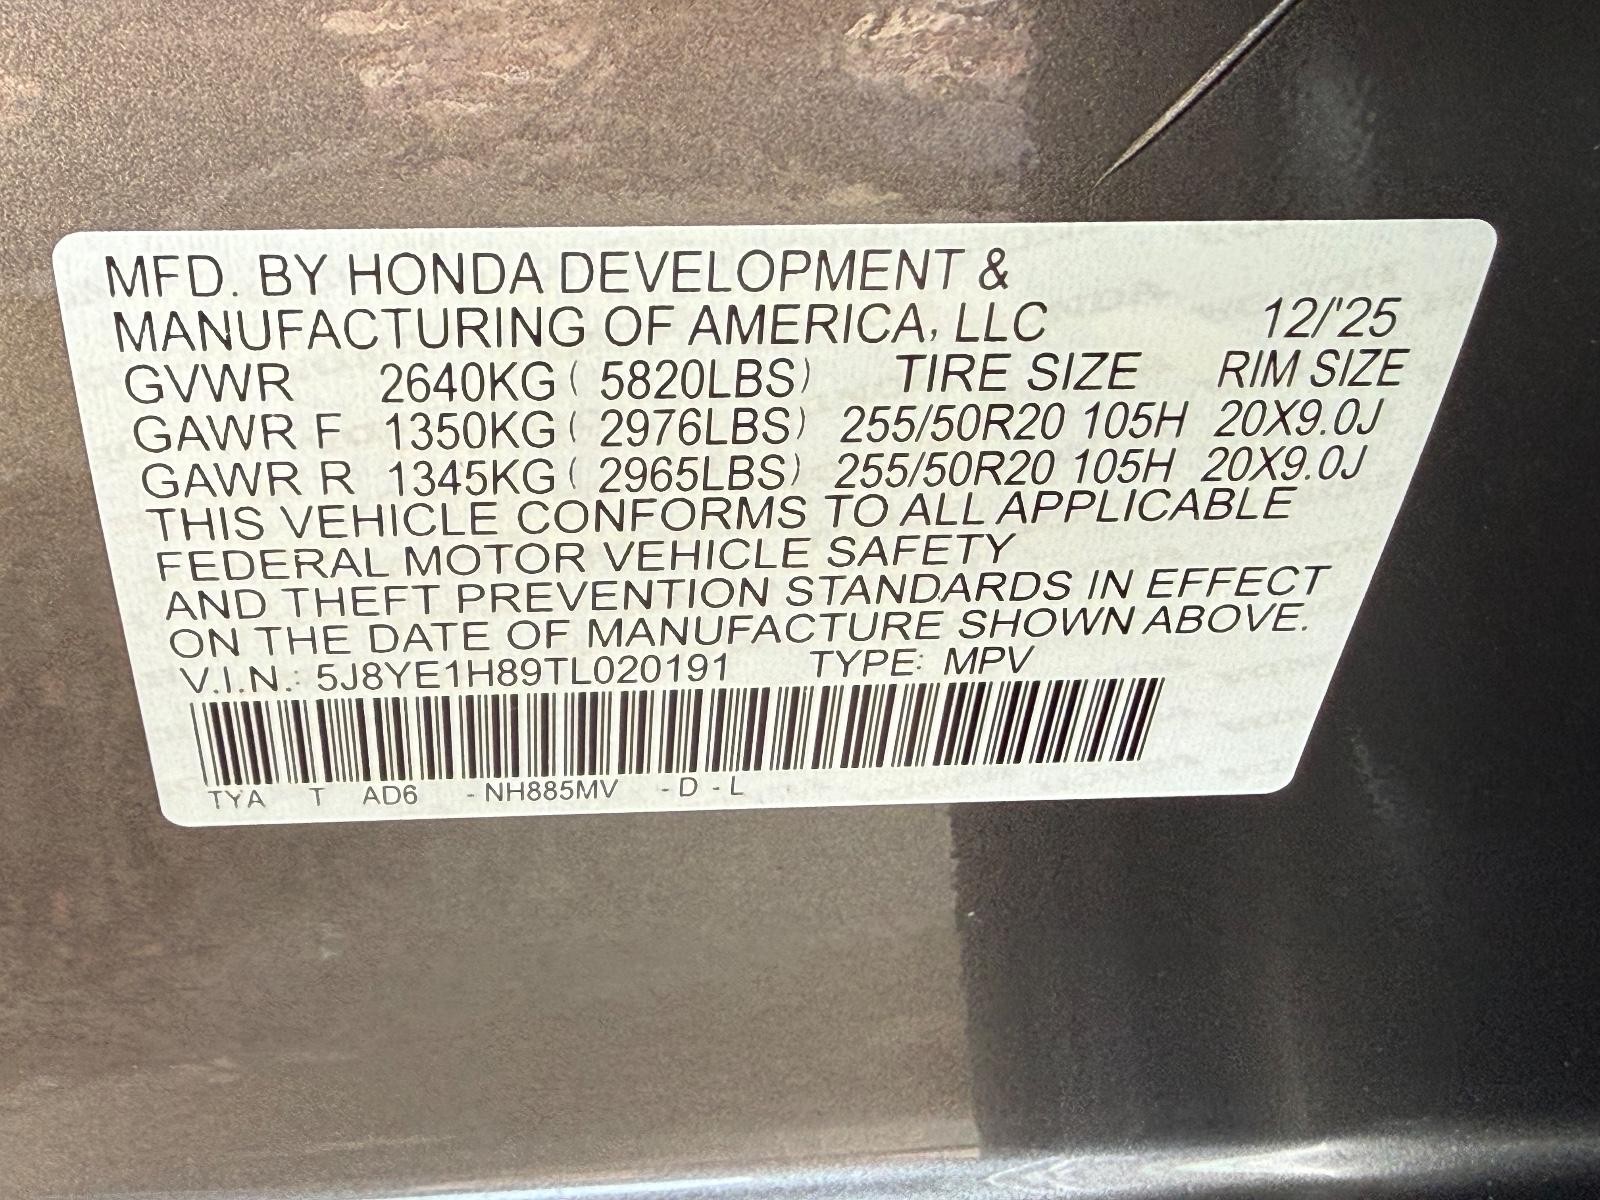 MFD. BY HONDA DEVELOPMENT &
MANUFACTURING OF AMERICA, LLC 12/'25
GVWR 2640KG ( 5820LBS) TIRE SIZE RIM SIZE
GAWR F 1350KG ( 2976LBS) 255/50R20 105H 20X9.0J
GAWR R 1345KG ( 2965LBS) 255/50R20 105H 20X9.0J
THIS VEHICLE CONFORMS TO ALL APPLICABLE
FEDERAL MOTOR VEHICLE SAFETY
AND THEFT PREVENTION STANDARDS IN EFFECT
ON THE DATE OF MANUFACTURE SHOWN ABOVE.
V.I.N.: 5J8YE1H89TL020191 TYPE: MPV
TYA T AD6 - NH885MV - D - L